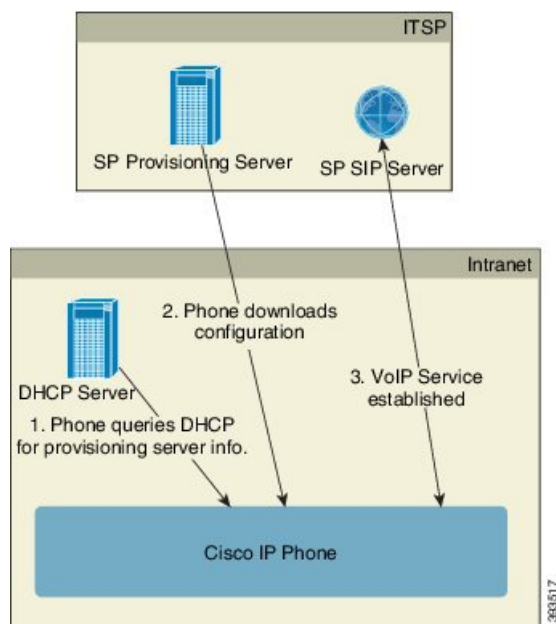 ITSP
SP Provisioning Server
SP SIP Server
Intranet
2. Phone downloads
configuration
DHCP Server
3. VoIP Service
established
1. Phone queries DHCP
for provisioning server info.
Cisco IP Phone
393517